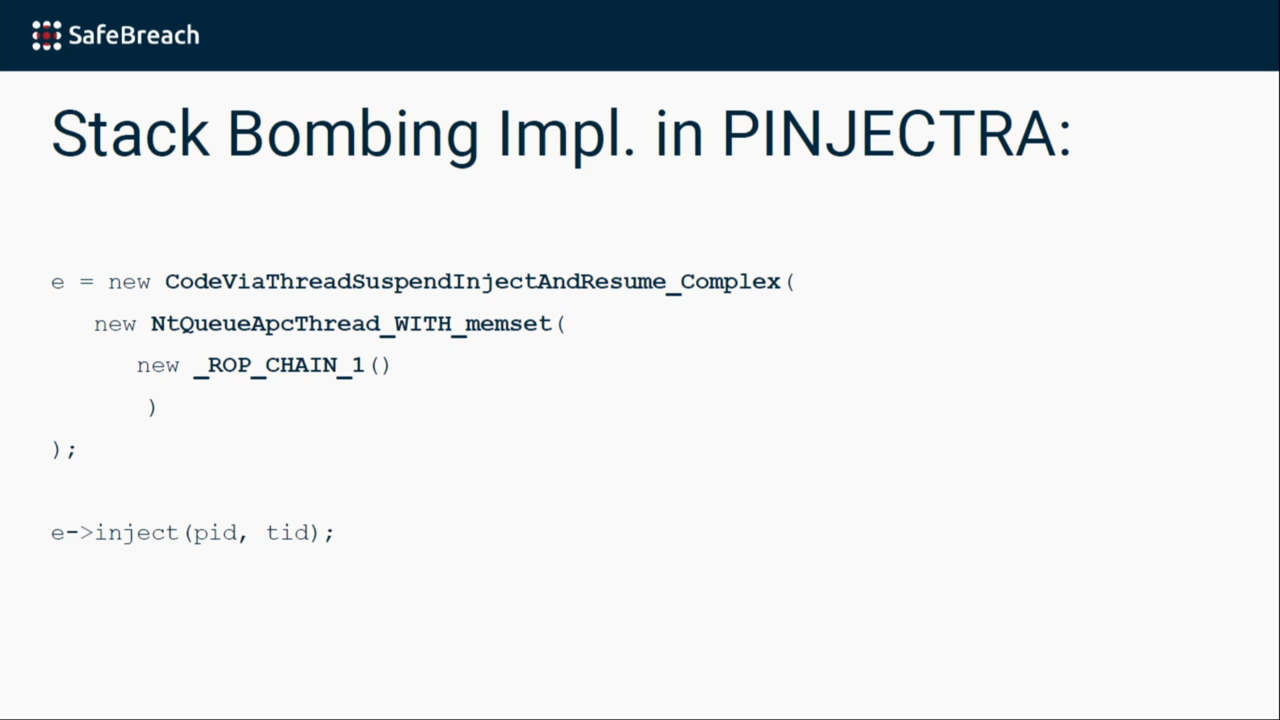 SafeBreach
Stack Bombing Impl. in PINJECTRA:
e = new CodeViaThreadSuspendInjectAndResume_Complex(
new NtQueueApcThread_WITH_memset(
new _ROP_CHAIN_1()
)
);
e->inject(pid, tid);